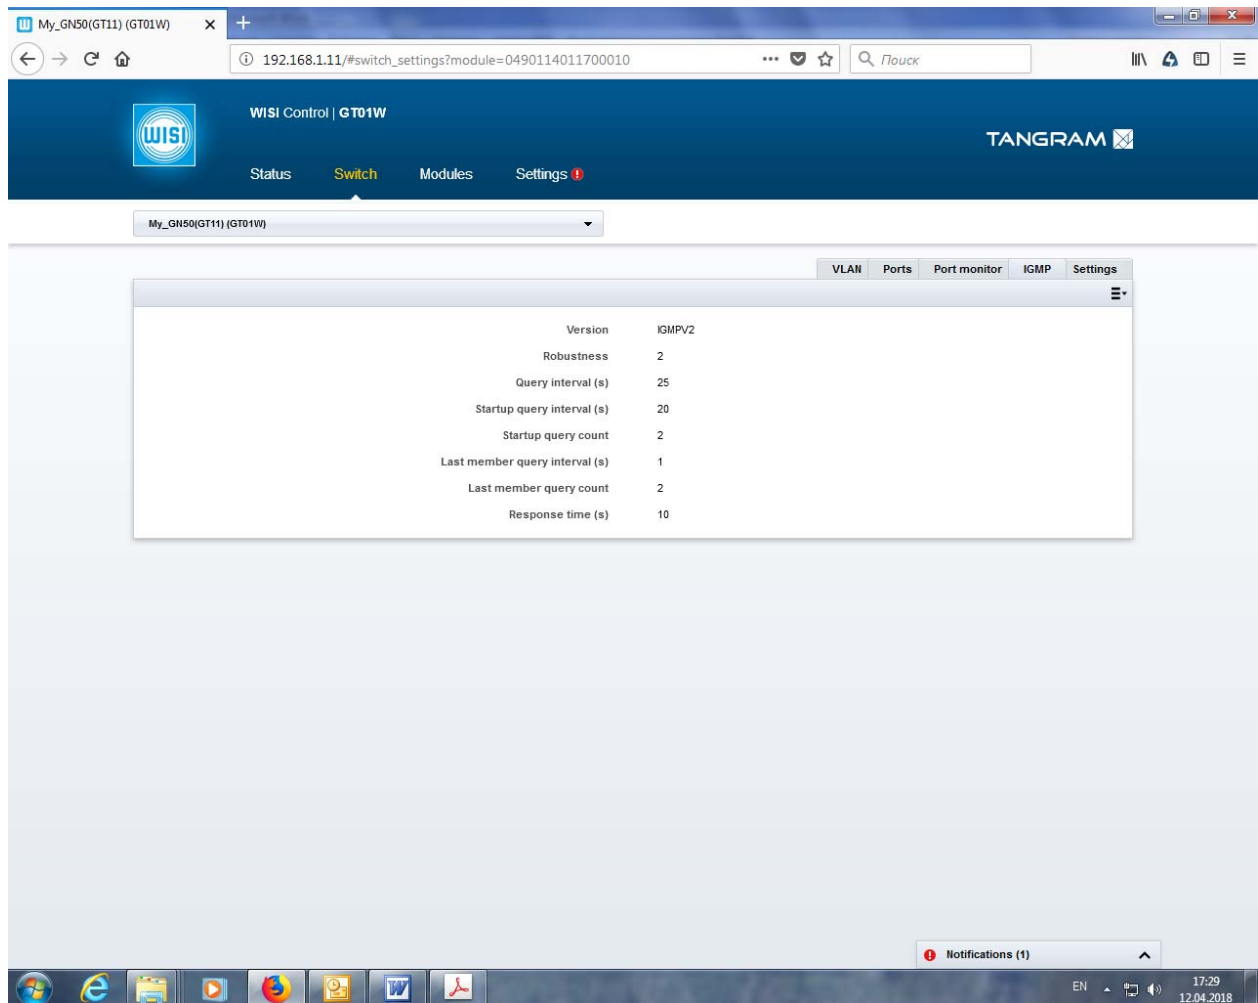 My_GN50(GT11) (GT01W)
192.168.1.11/#switch_settings?module=0490114011700010
Поиск
WISI
WISI Control | GT01W
TANGRAM
Status Switch Modules Settings
My_GN50(GT11) (GT01W)
VLAN Ports Port monitor IGMP Settings
Version IGMPV2
Robustness 2
Query interval (s) 25
Startup query interval (s) 20
Startup query count 2
Last member query interval (s) 1
Last member query count 2
Response time (s) 10
Notifications (1)
EN
17:29
12.04.2018